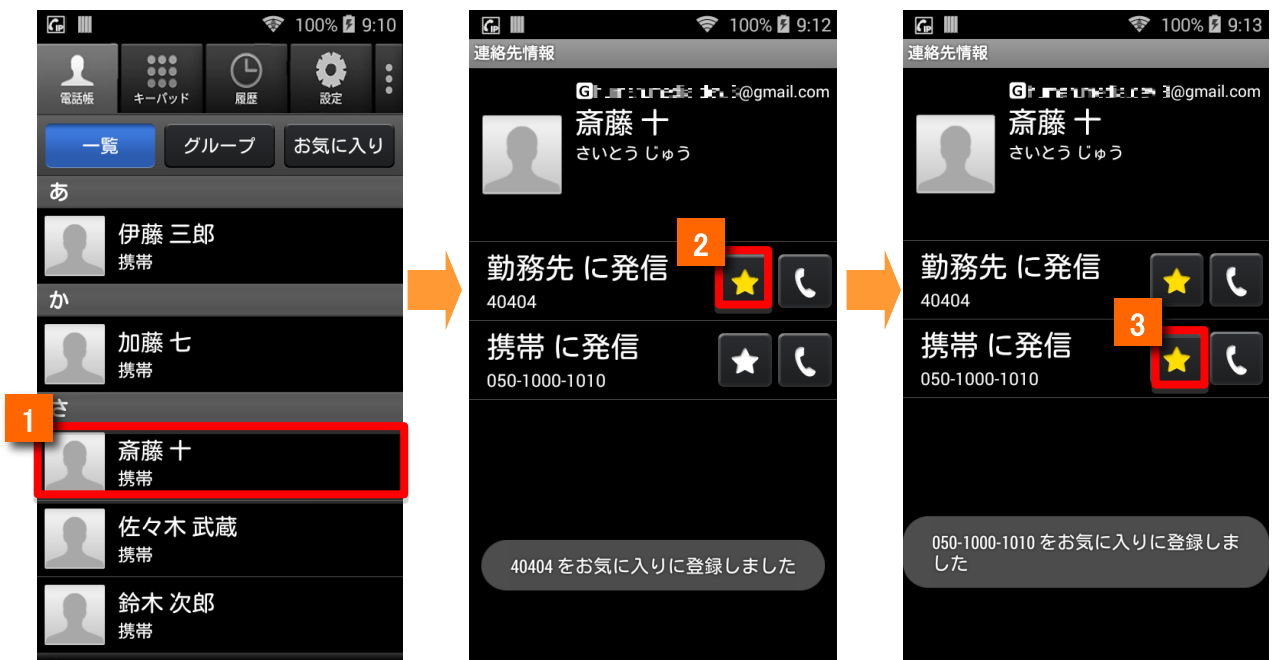 100% 9:10
電話帳
キーパッド
履歴
設定
一覧
グループ
お気に入り
あ
伊藤 三郎
携帯
か
加藤 七
携帯
1
さ
斎藤 十
携帯
佐々木 武蔵
携帯
鈴木 次郎
携帯
100% 9:12
連絡先情報
@gmail.com
斎藤 十
さいとう じゅう
2
勤務先 に発信
40404
携帯 に発信
050-1000-1010
40404 をお気に入りに登録しました
100% 9:13
連絡先情報
@gmail.com
斎藤 十
さいとう じゅう
勤務先 に発信
40404
3
携帯 に発信
050-1000-1010
050-1000-1010 をお気に入りに登録しま
した